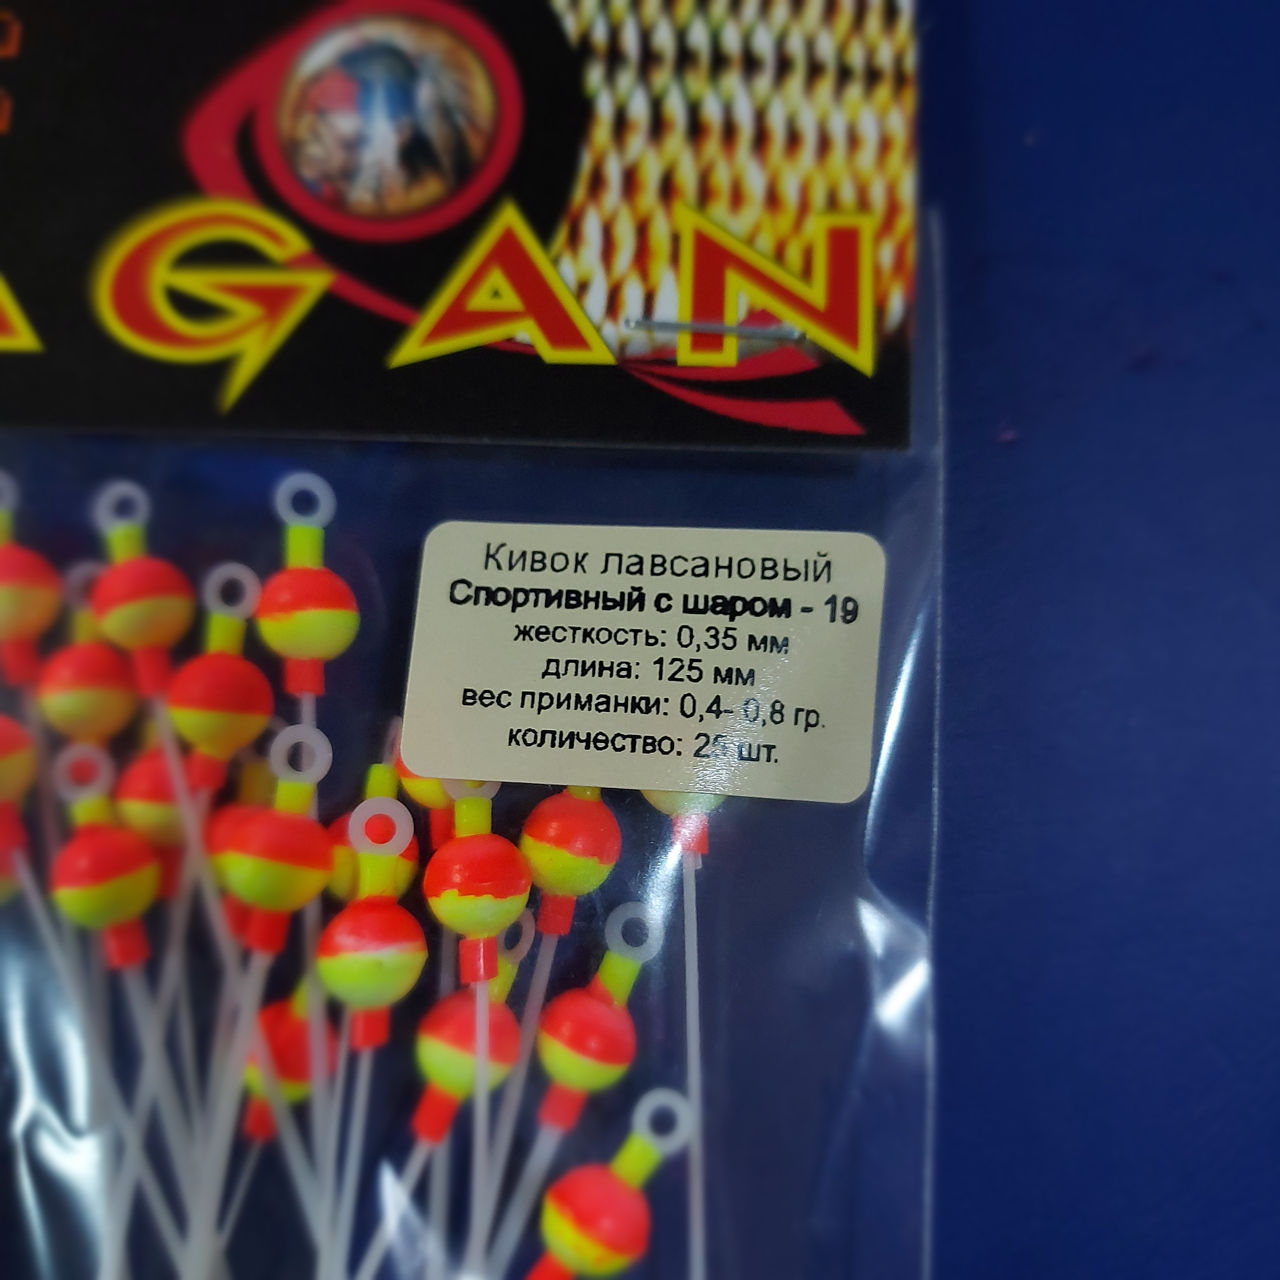 AGAN
Кивок лавсановый
Спортивный с шаром - 19
жесткость: 0,35 мм
длина: 125 мм
вес приманки: 0,4- 0,8 гр.
количество: шт.